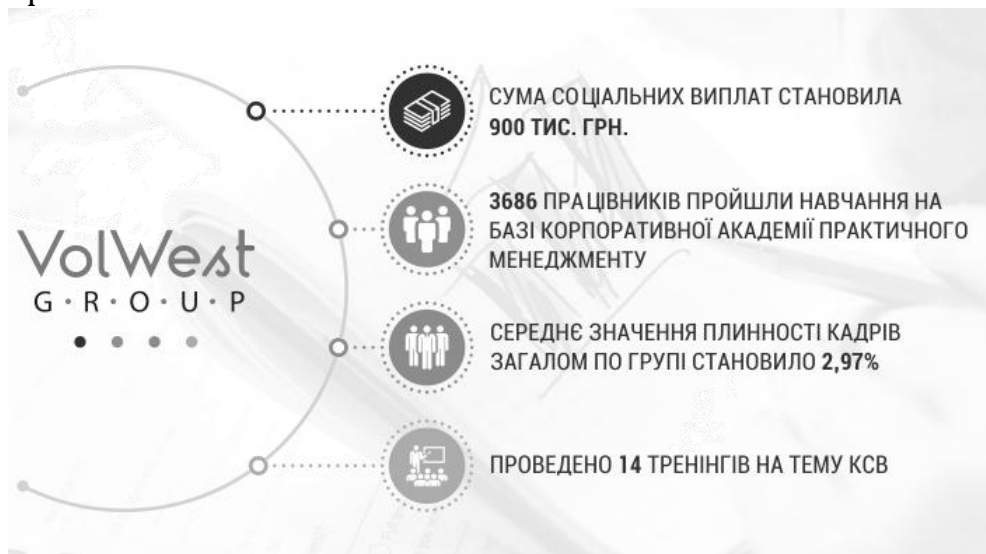 СУМА СОЦІАЛЬНИХ ВИПЛАТ СТАНОВИЛА
900 ТИС. ГРН.
3686 ПРАЦІВНИКІВ ПРОЙШЛИ НАВЧАННЯ НА
БАЗІ КОРПОРАТИВНОЇ АКАДЕМІЇ ПРАКТИЧНОГО
МЕНЕДЖМЕНТУ
VolWest
G·R·O·U·P
СЕРЕДНЄ ЗНАЧЕННЯ ПЛИННОСТІ КАДРІВ
ЗАГАЛОМ ПО ГРУПІ СТАНОВИЛО 2,97%
ПРОВЕДЕНО 14 ТРЕНІНГІВ НА ТЕМУ КСВ